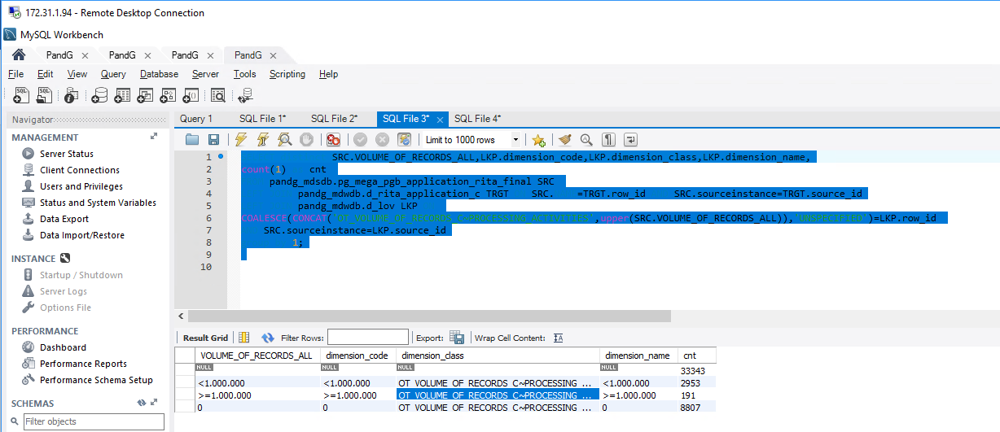 172.31.1.94 - Remote Desktop Connection
MySQL Workbench
PandG × PandG × PandG × PandG ×
File Edit View Query Database Server Tools Scripting Help
Navigator
Query 1 SQL File 1* SQL File 2* SQL File 3* × SQL File 4*
MANAGEMENT
Server Status
Client Connections
Users and Privileges
Status and System Variables
Data Export
Data Import/Restore
INSTANCE
Startup / Shutdown
Server Logs
Options File
PERFORMANCE
Dashboard
Performance Reports
Performance Schema Setup
SCHEMAS
Filter objects
Limit to 1000 rows
1 SRC.VOLUME_OF_RECORDS_ALL,LKP.dimension_code,LKP.dimension_class,LKP.dimension_name,
2 count(1) cnt
3 pandg_mdsdb.pg_mega_pgb_application_rita_final SRC
4 pandg_mdwdb.d_rita_application_c TRGT SRC. =TRGT.row_id SRC.sourceinstance=TRGT.source_id
5 pandg_mdwdb.d_lov LKP
6 COALESCE(CONCAT('OT_VOLUME_OF_RECORDS_C~PROCESSING_ACTIVITIES',upper(SRC.VOLUME_OF_RECORDS_ALL)),'UNSPECIFIED')=LKP.row_id
7 SRC.sourceinstance=LKP.source_id
8 1;
9
10
Result Grid Filter Rows: Export: Wrap Cell Content:
VOLUME_OF_RECORDS_ALL dimension_code dimension_class dimension_name cnt
NULL NULL NULL NULL 33343
<1.000.000 <1.000.000 OT VOLUME OF RECORDS C~PROCESSING ... <1.000.000 2953
>=1.000.000 >=1.000.000 OT VOLUME OF RECORDS C~PROCESSING ... >=1.000.000 191
0 0 OT VOLUME OF RECORDS C~PROCESSING ... 0 8807